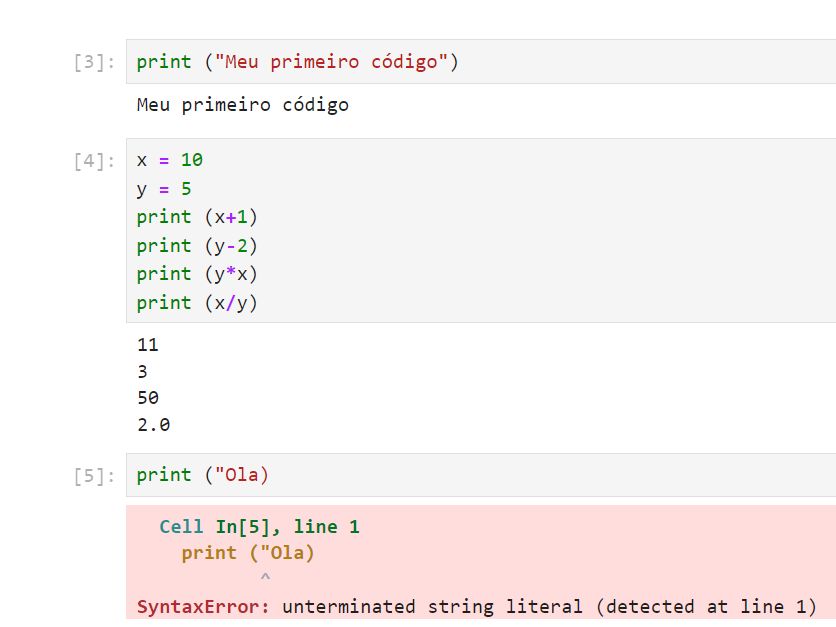 [3]: print ("Meu primeiro código")
Meu primeiro código
[4]: x = 10
y = 5
print (x+1)
print (y-2)
print (y*x)
print (x/y)
11
3
50
2.0
[5]: print ("Ola)
Cell In[5], line 1
print ("Ola)
^
SyntaxError: unterminated string literal (detected at line 1)